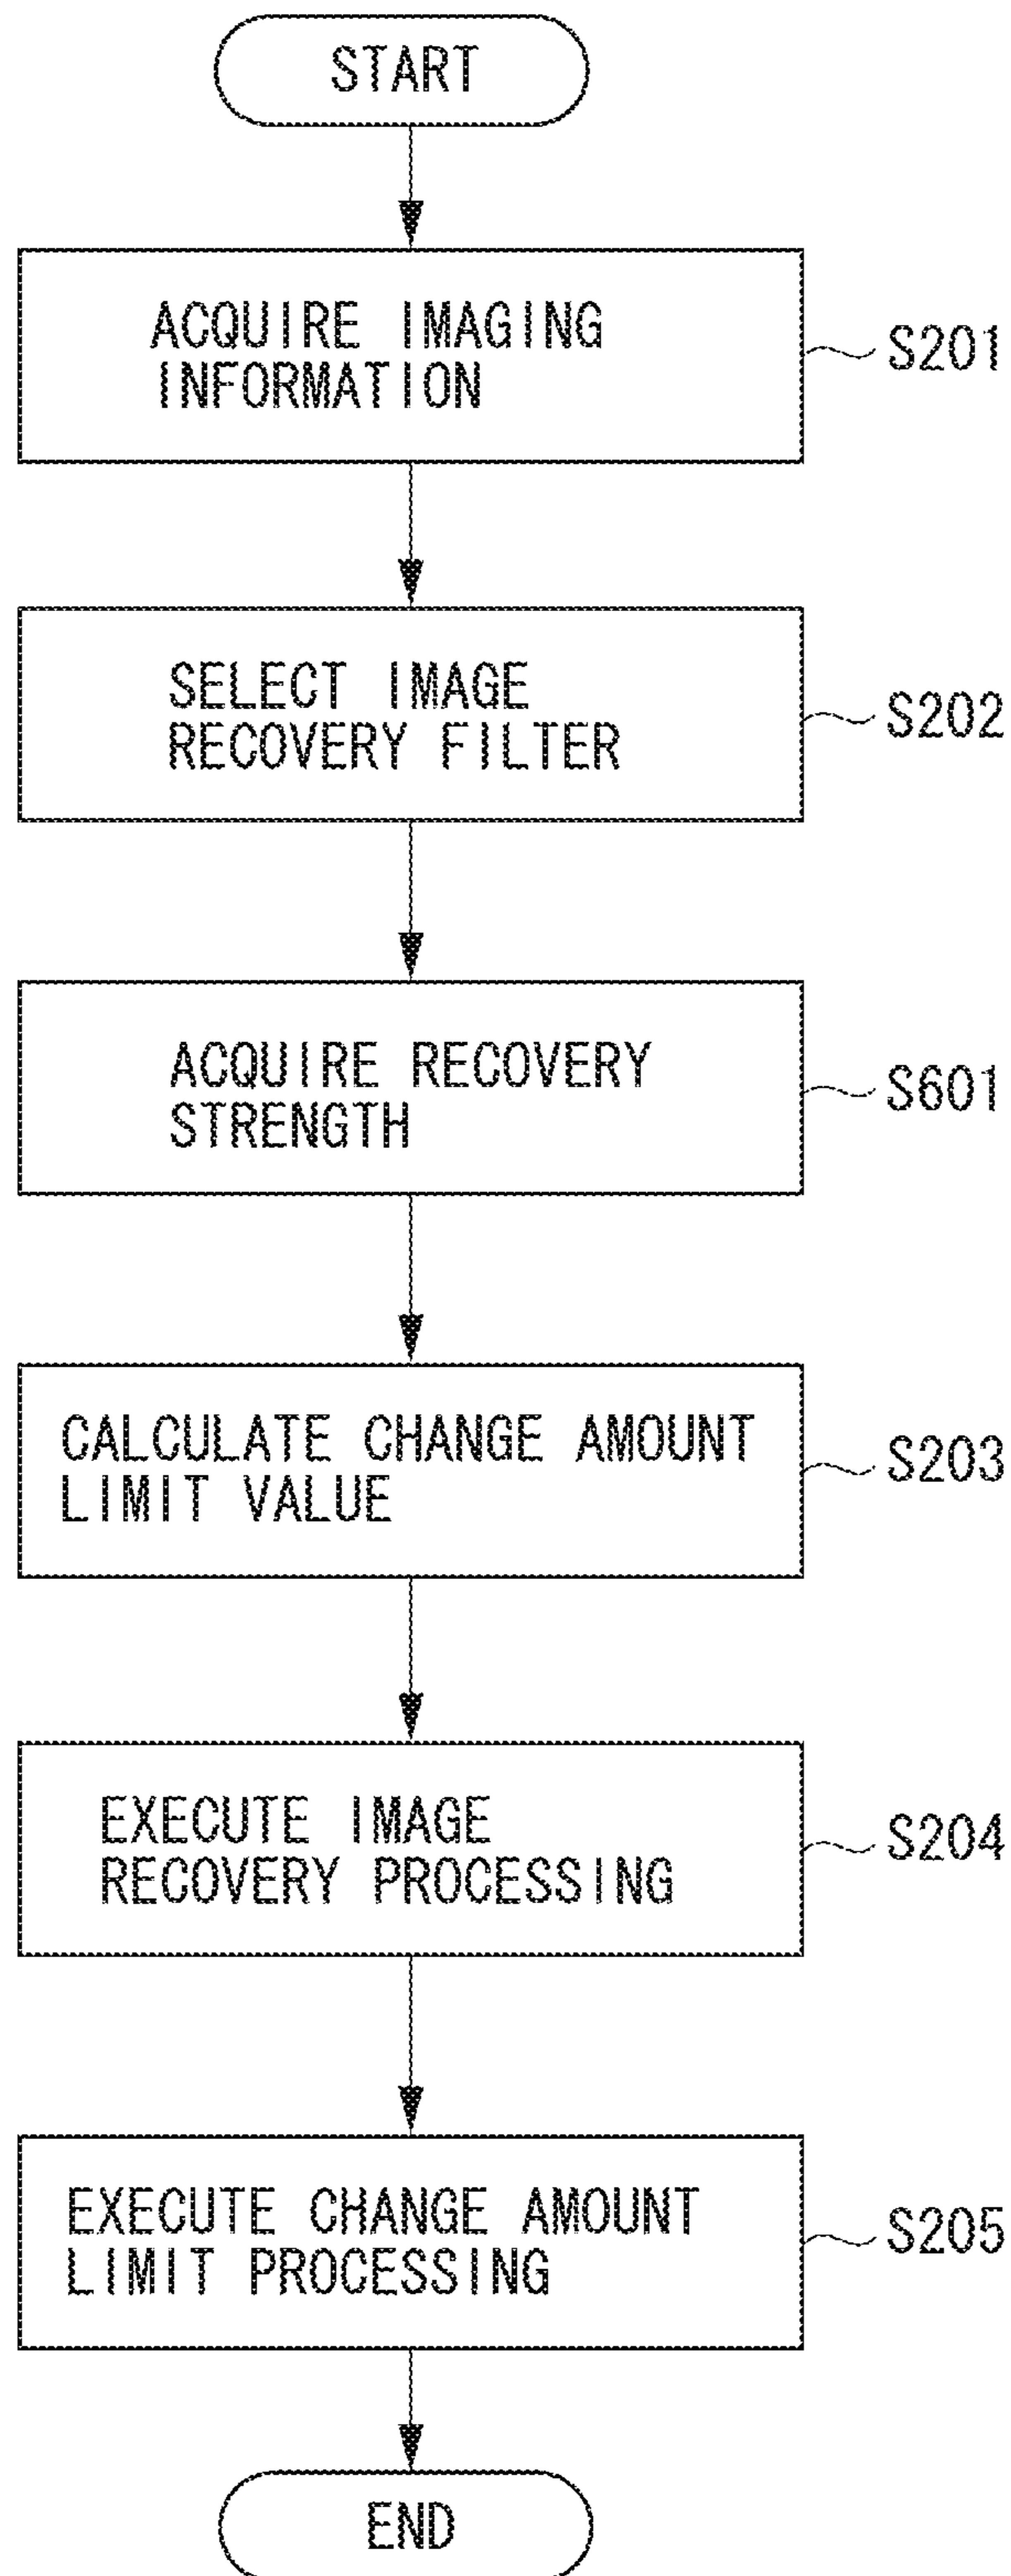 START
ACQUIRE IMAGING
INFORMATION
S201
SELECT IMAGE
RECOVERY FILTER
S202
ACQUIRE RECOVERY
STRENGTH
S601
CALCULATE CHANGE AMOUNT
LIMIT VALUE
S203
EXECUTE IMAGE
RECOVERY PROCESSING
S204
EXECUTE CHANGE AMOUNT
LIMIT PROCESSING
S205
END